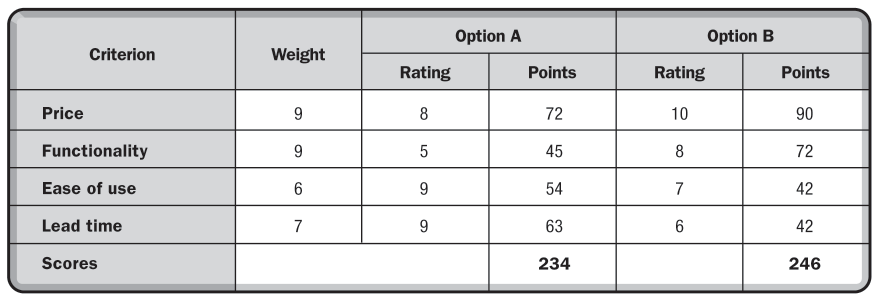 Criterion Weight Option A Option B
Rating Points Rating Points
Price 9 8 72 10 90
Functionality 9 5 45 8 72
Ease of use 6 9 54 7 42
Lead time 7 9 63 6 42
Scores 234 246